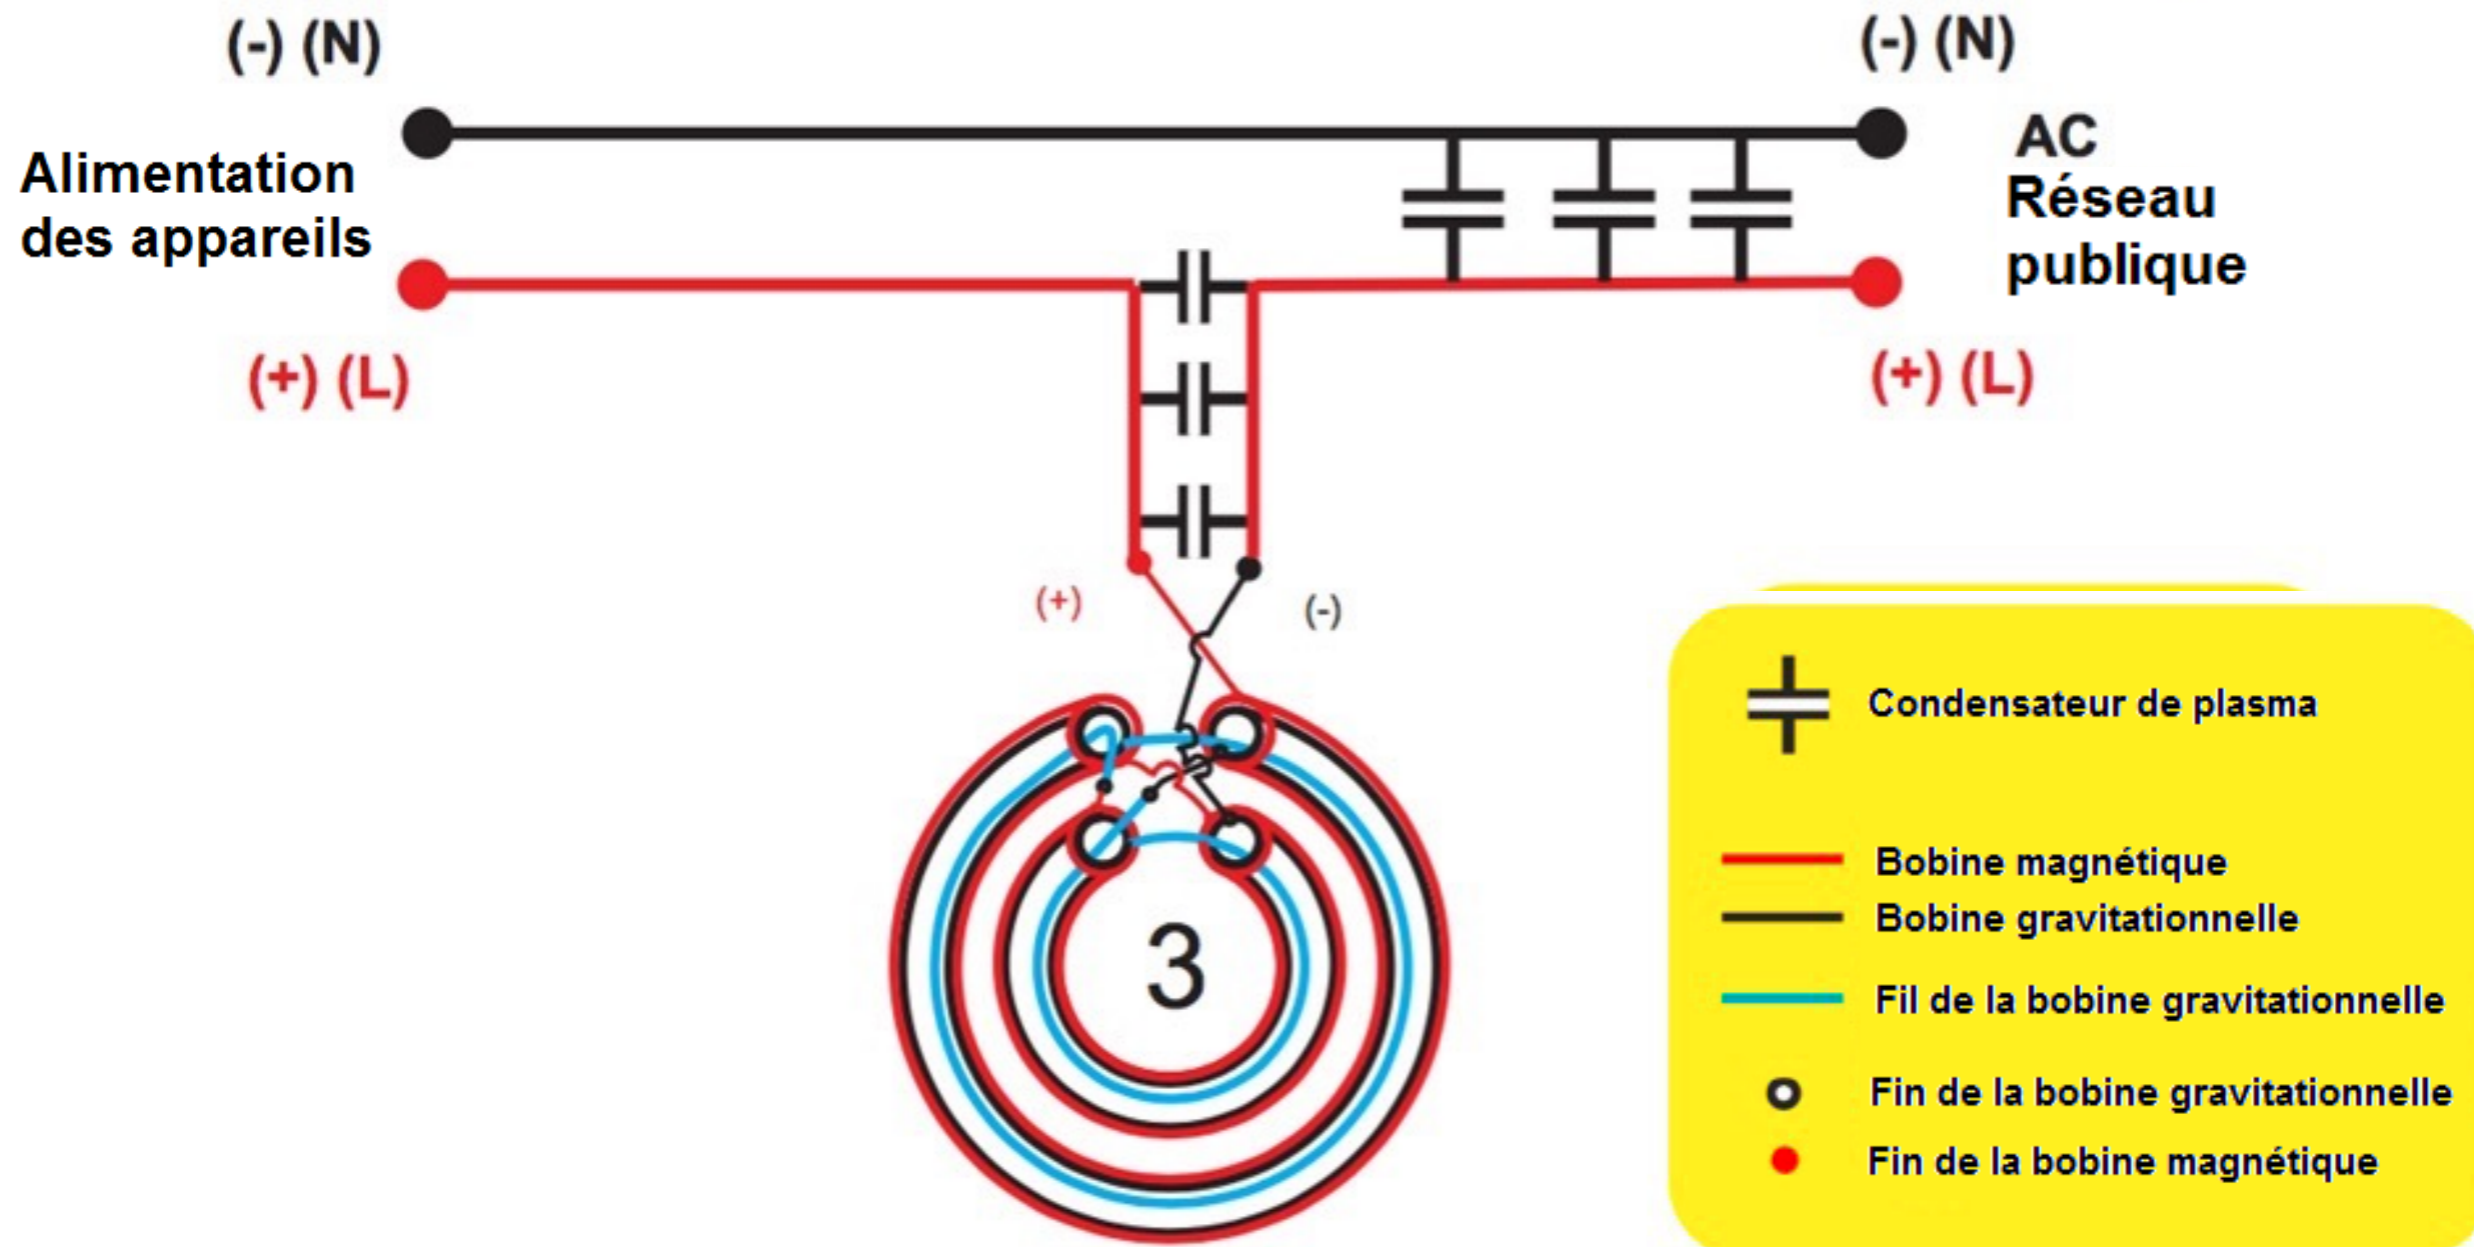 (-) (N)
(-) (N)
Alimentation
des appareils
AC
Réseau
publique
(+) (L)
(+) (L)
(+)
(-)
3
Condensateur de plasma
Bobine magnétique
Bobine gravitationnelle
Fil de la bobine gravitationnelle
Fin de la bobine gravitationnelle
Fin de la bobine magnétique